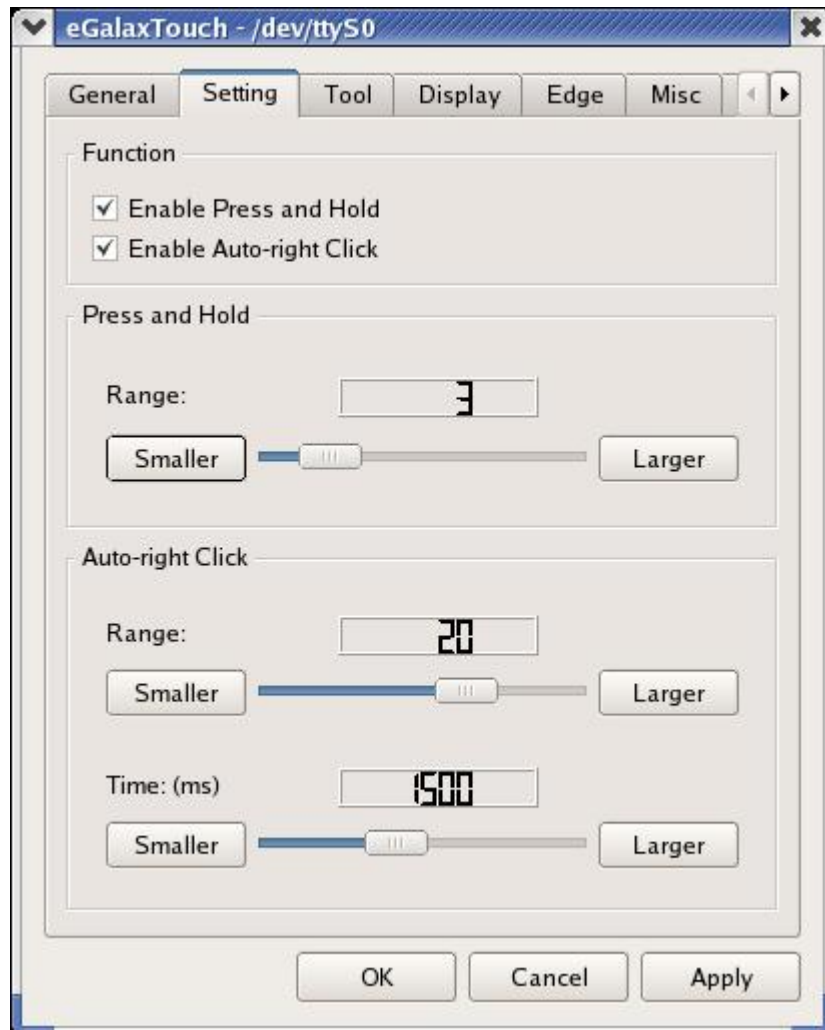 eGalaxTouch - /dev/ttyS0
General Setting Tool Display Edge Misc
Function
Enable Press and Hold
Enable Auto-right Click
Press and Hold
Range: 3
Smaller Larger
Auto-right Click
Range: 20
Smaller Larger
Time: (ms) 1500
Smaller Larger
OK Cancel Apply